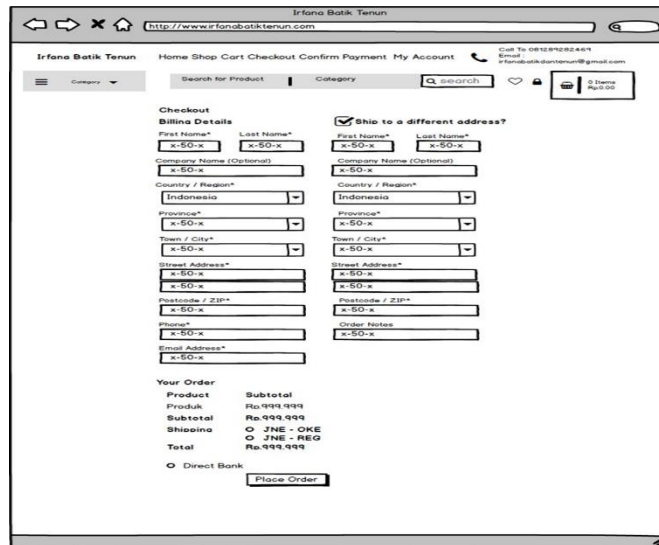 Irfana Batik Tenun
http://www.irfanabatiktenun.com
Irfana Batik Tenun Home Shop Cart Checkout Confirm Payment My Account Call To 081289282469
Email :
irfanabatikdantenun@gmail.com
Category Search for Product Category search 0 Items
Rp.0.00
Checkout
Billing Details Ship to a different address?
First Name* Last Name* First Name* Last Name*
x-50-x x-50-x x-50-x x-50-x
Company Name (Optional) Company Name (Optional)
x-50-x x-50-x
Country / Region* Country / Region*
Indonesia Indonesia
Province* Province*
x-50-x x-50-x
Town / City* Town / City*
x-50-x x-50-x
Street Address* Street Address*
x-50-x x-50-x
x-50-x x-50-x
Postcode / ZIP* Postcode / ZIP*
x-50-x x-50-x
Phone* Order Notes
x-50-x x-50-x
Email Address*
x-50-x
Your Order
Product Subtotal
Produk Rp.999.999
Subtotal Rp.999.999
Shipping O JNE - OKE
O JNE - REG
Total Rp.999.999
O Direct Bank
Place Order